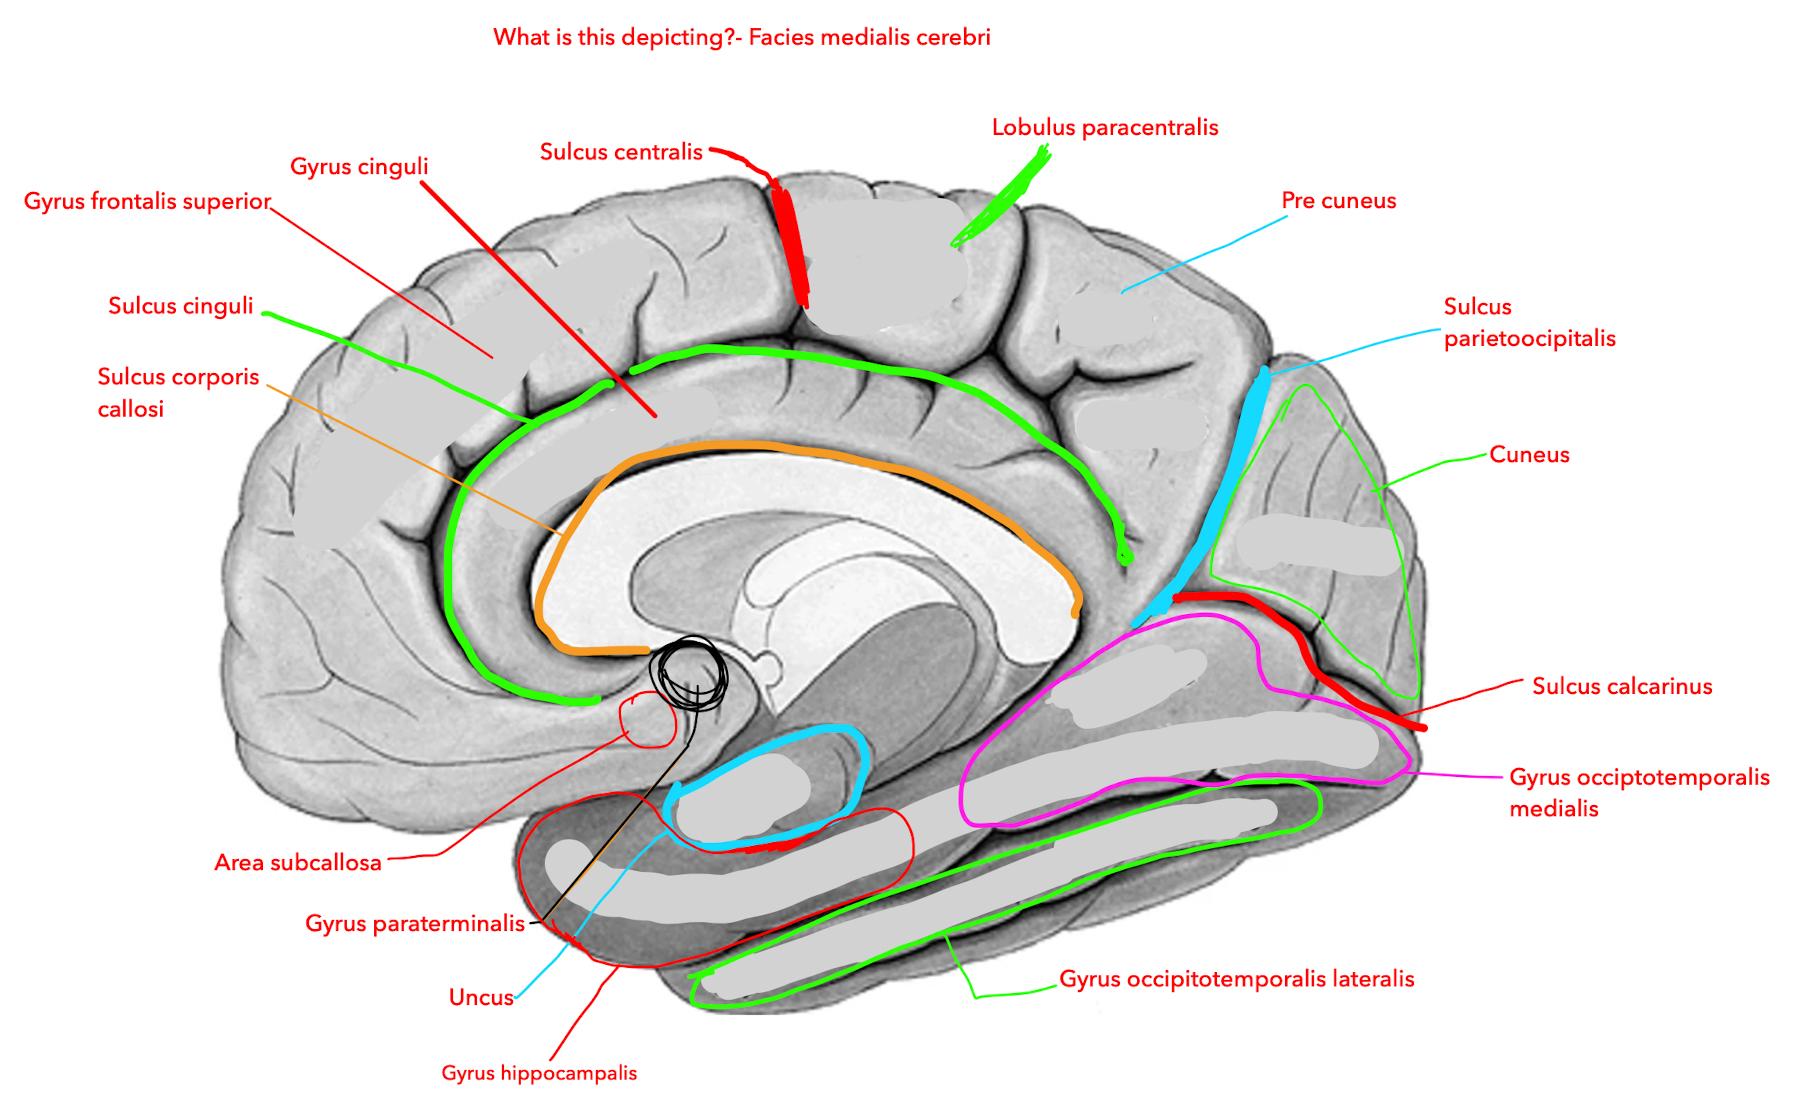 What is this depicting?- Facies medialis cerebri
Lobulus paracentralis
Sulcus centralis
Gyrus cinguli
Gyrus frontalis superior
Pre cuneus
Sulcus cinguli
Sulcus
parietoocipitalis
Sulcus corporis
callosi
Cuneus
Sulcus calcarinus
Gyrus occiptotemporalis
medialis
Area subcallosa
Gyrus paraterminalis
Uncus
Gyrus occipitotemporalis lateralis
Gyrus hippocampalis